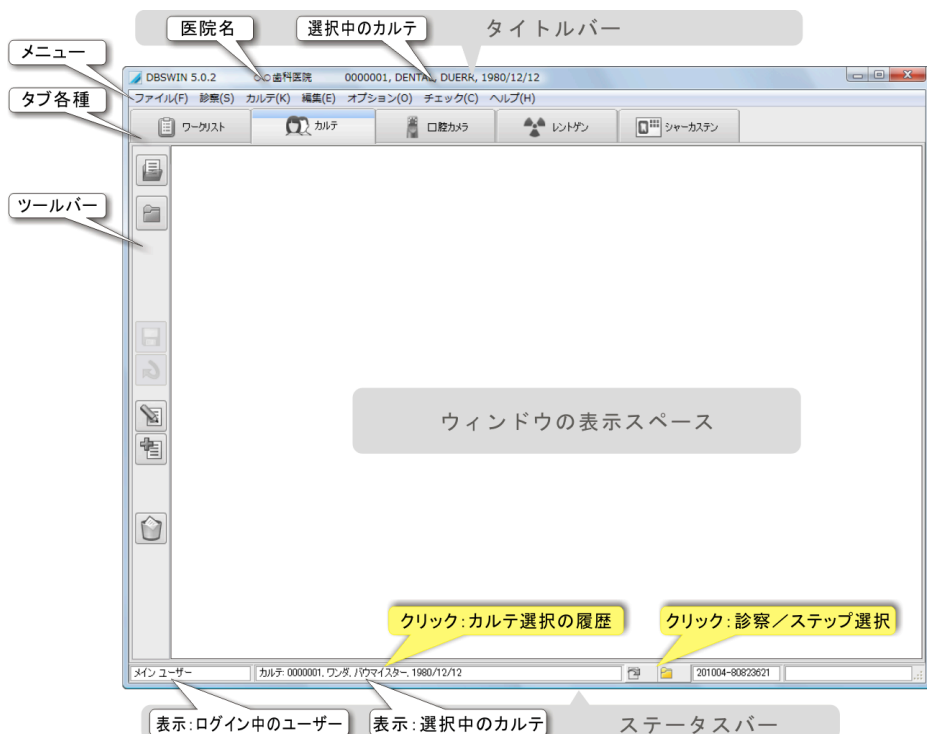 医院名
選択中のカルテ
タイトルバー
メニュー
DBSWIN 5.0.2
歯科医院
0000001, DENTAL, DUERR, 1980/12/12
ファイル(F) 診察(S) カルテ(K) 編集(E) オプション(O) チェック(C) ヘルプ(H)
タブ各種
ワークリスト
カルテ
口腔カメラ
レントゲン
シャーカステン
ツールバー
ウィンドウの表示スペース
クリック:カルテ選択の履歴
クリック:診察/ステップ選択
メイン ユーザー
カルテ: 0000001, ワンダ, バウマイスター, 1980/12/12
201004-80823621
表示:ログイン中のユーザー
表示:選択中のカルテ
ステータスバー